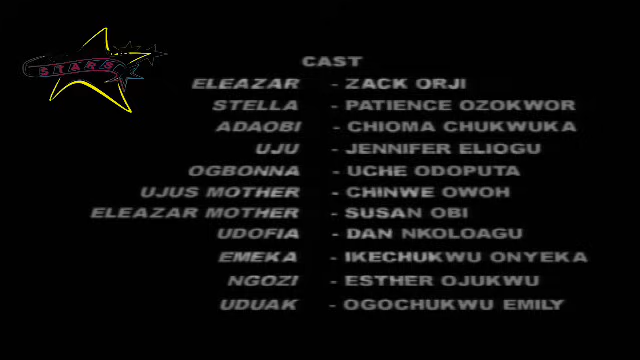 STARS
CAST
ELEAZAR - ZACK ORJI
STELLA - PATIENCE OZOKWOR
ADAOBI - CHIOMA CHUKWUKA
UJU - JENNIFER ELIOGU
OGBONNA - UCHE ODOPUTA
UJUS MOTHER - CHINWE OWOH
ELEAZAR MOTHER - SUSAN OBI
UDOFIA - DAN NKOLOAGU
EMEKA - IKECHUKWU ONYEKA
NGOZI - ESTHER OJUKWU
UDUAK - OGOCHUKWU EMILY